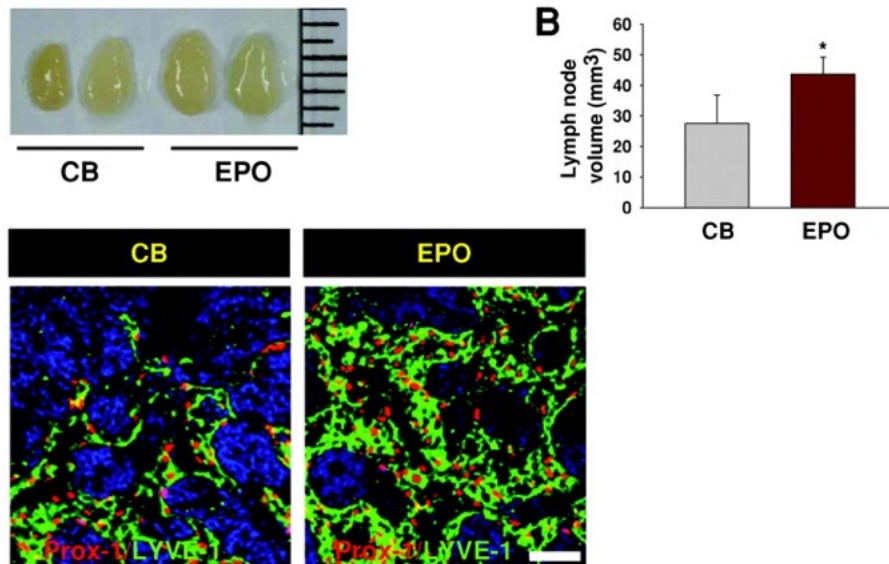 CB EPO
B
Lymph node
volume (mm³)
60
50
40
30
20
10
0
*
CB EPO
CB
EPO
Prox-1/LYVE-1
Prox-1/LYVE-1